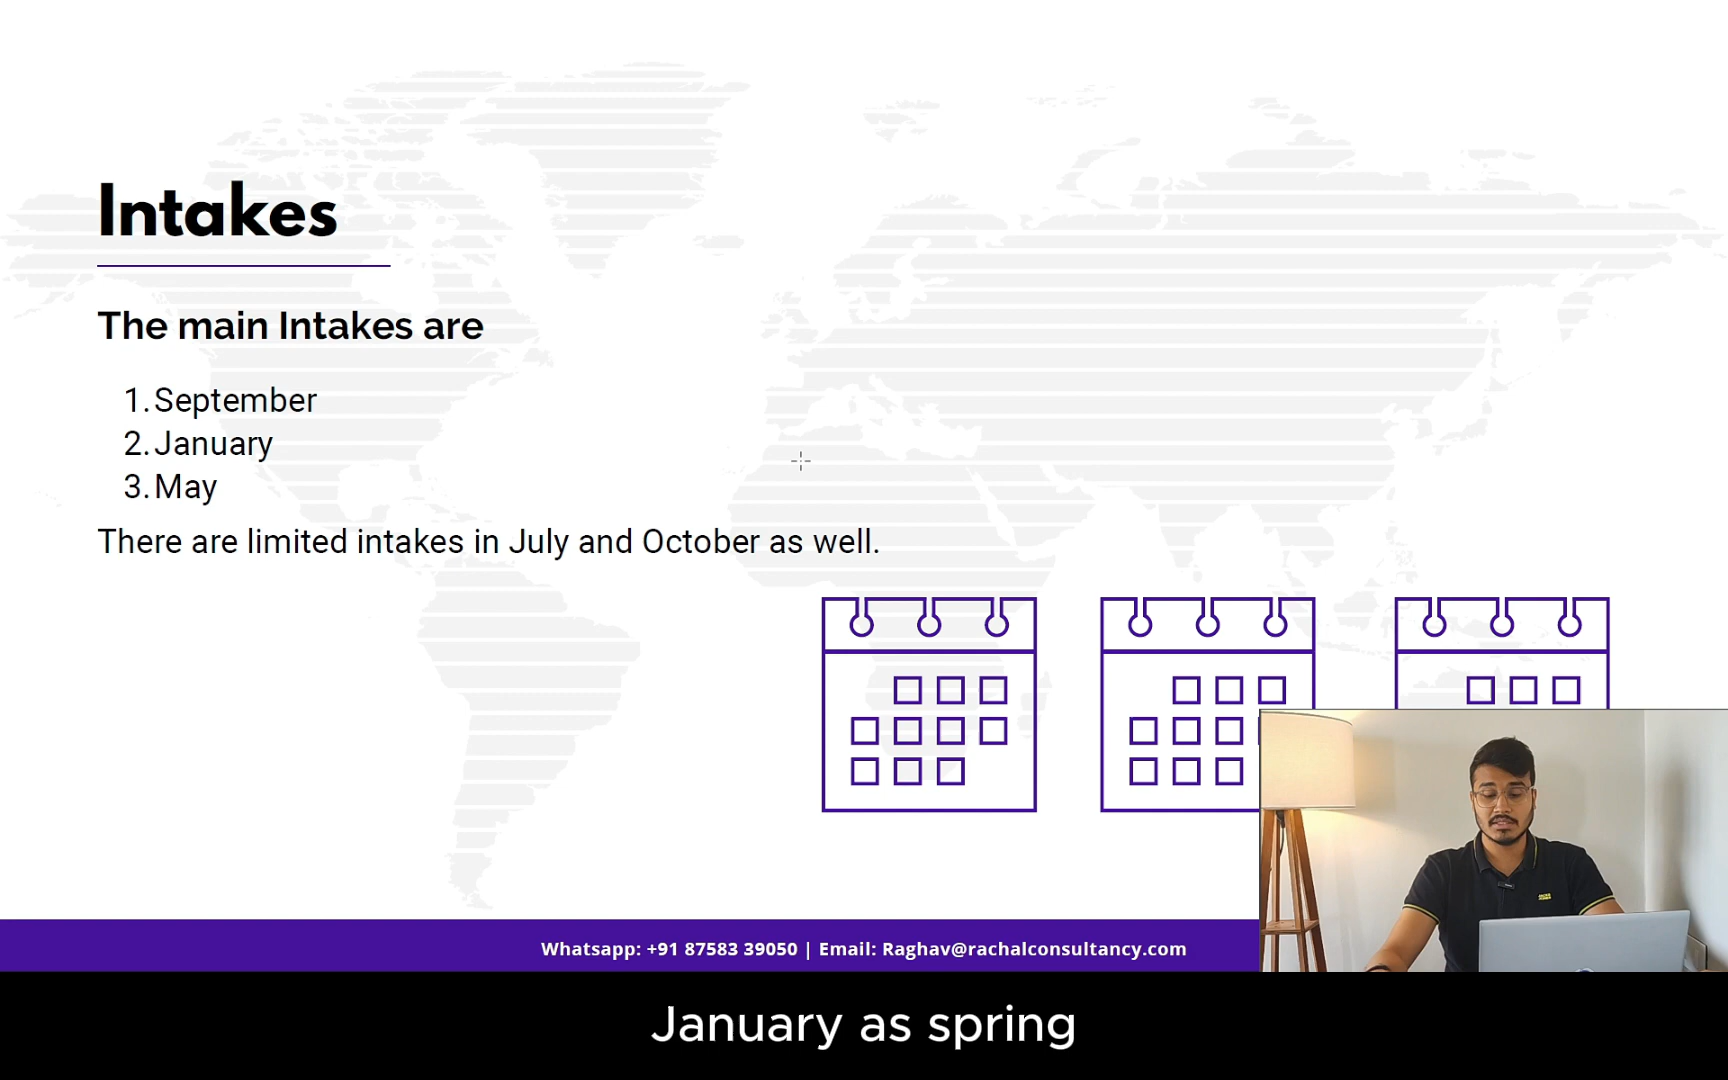 Intakes
The main Intakes are
1. September
2. January
3. May
There are limited intakes in July and October as well.
Whatsapp: +91 87583 39050 | Email: Raghav@rachalconsultancy.com
January as spring